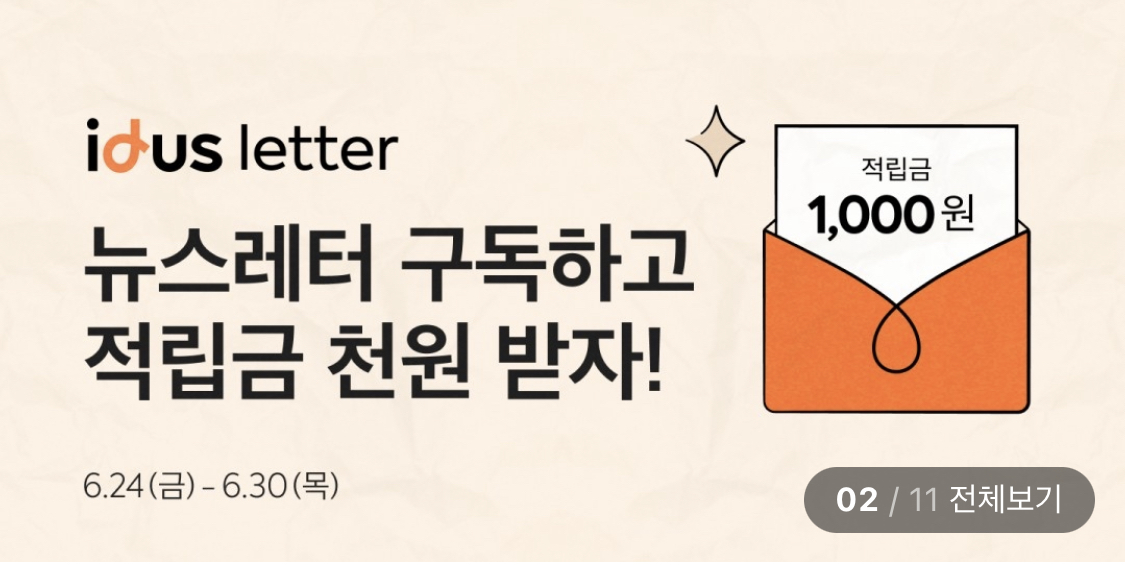 idus letter
뉴스레터 구독하고
적립금 천원 받자!
6.24(금) – 6.30(목)
적립금
1,000원
02 / 11 전체보기